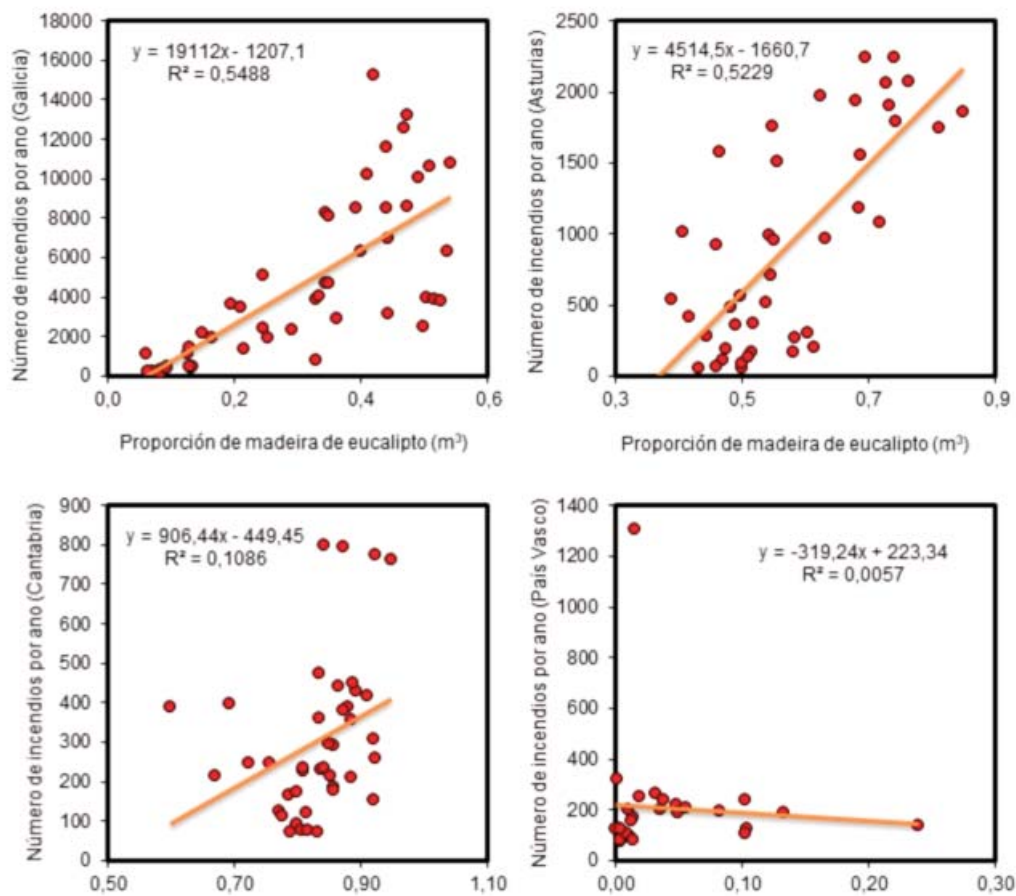 Número de incendios por ano (Galicia)
18000
16000
14000
12000
10000
8000
6000
4000
2000
0
y = 19112x - 1207,1
R² = 0,5488
0,0 0,2 0,4 0,6
Proporción de madeira de eucalipto (m³)
Número de incendios por ano (Asturias)
2500
2000
1500
1000
500
0
y = 4514,5x - 1660,7
R² = 0,5229
0,3 0,5 0,7 0,9
Proporción de madeira de eucalipto (m³)
Número de incendios por ano (Cantabria)
900
800
700
600
500
400
300
200
100
0
y = 906,44x - 449,45
R² = 0,1086
0,50 0,70 0,90 1,10
Número de incendios por ano (País Vasco)
1400
1200
1000
800
600
400
200
0
y = -319,24x + 223,34
R² = 0,0057
0,00 0,10 0,20 0,30